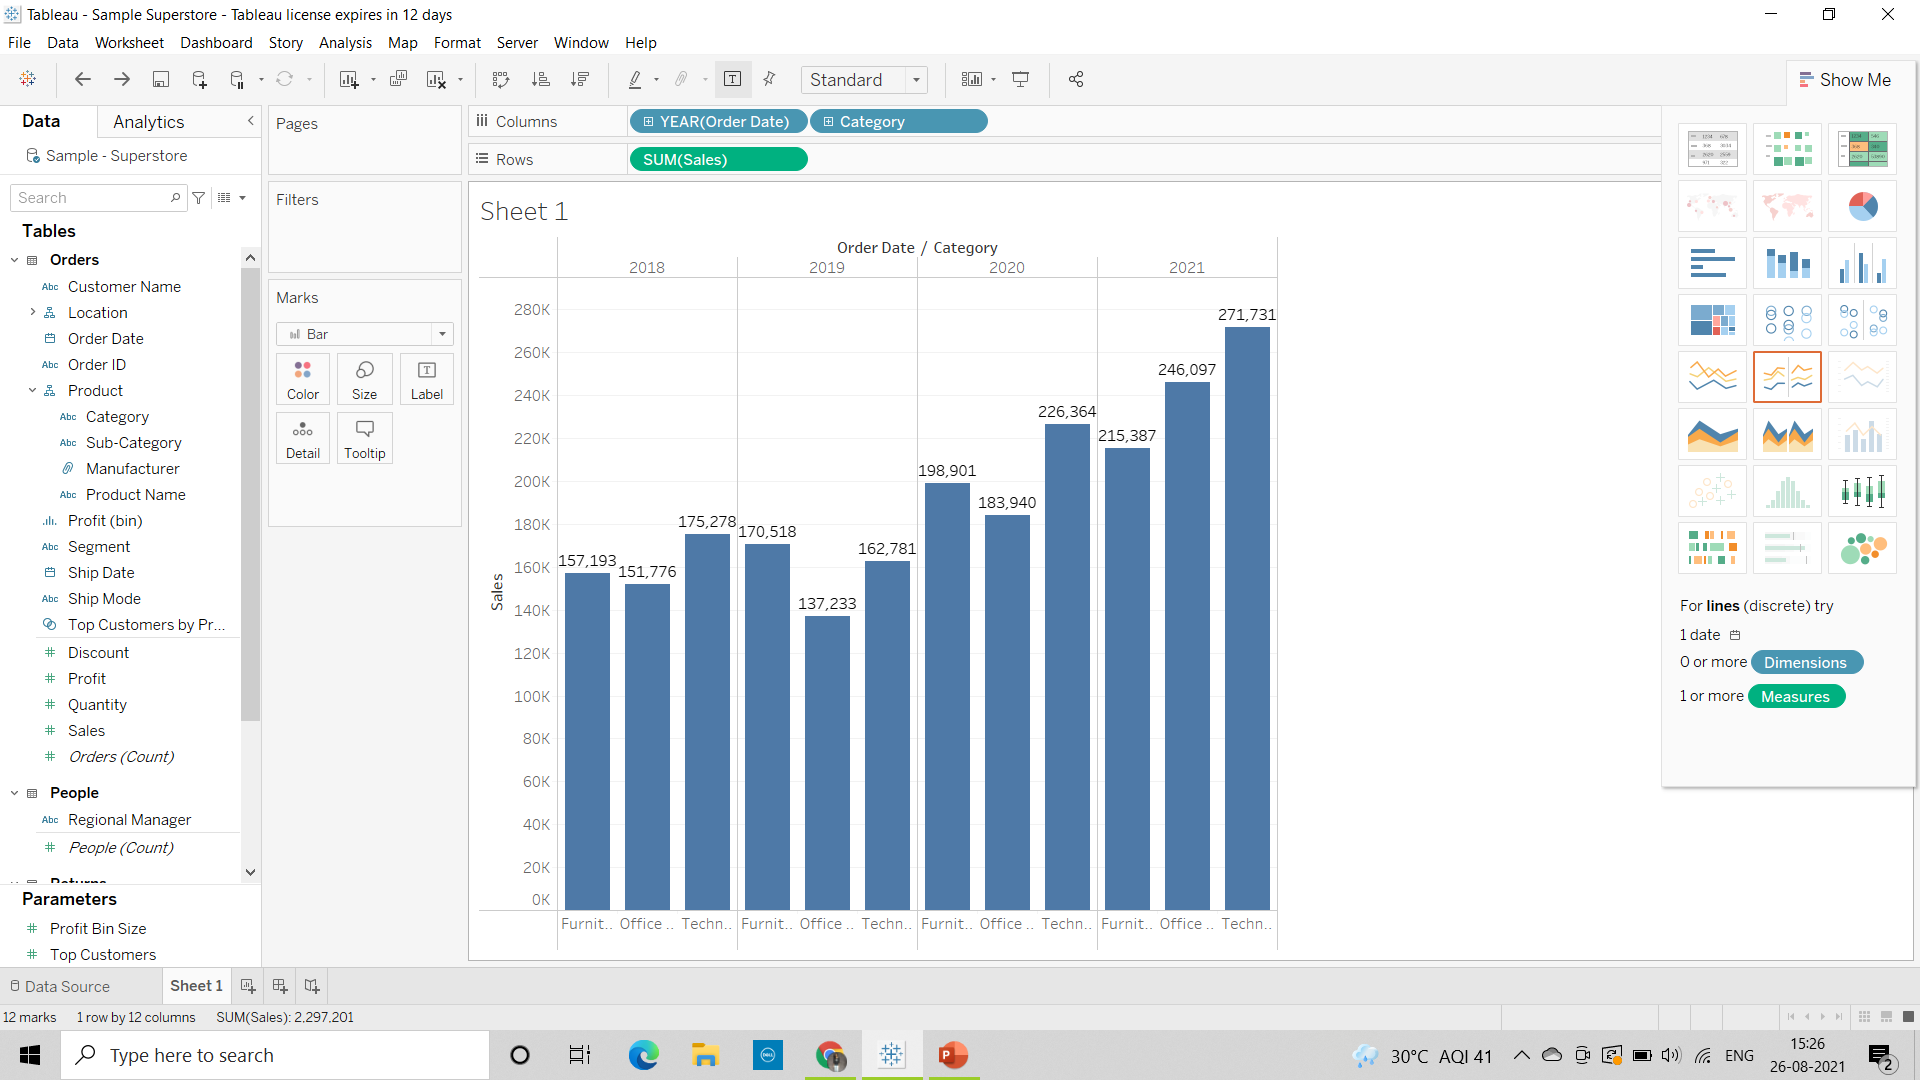 Tableau - Sample Superstore - Tableau license expires in 12 days
File Data Worksheet Dashboard Story Analysis Map Format Server Window Help
Standard
Show Me
Data Analytics
Sample - Superstore
Search
Tables
Orders
Abc Customer Name
Location
Order Date
Abc Order ID
Product
Abc Category
Abc Sub-Category
Manufacturer
Abc Product Name
Profit (bin)
Abc Segment
Ship Date
Abc Ship Mode
Top Customers by Pr...
# Discount
# Profit
# Quantity
# Sales
# Orders (Count)
People
Abc Regional Manager
# People (Count)
Parameters
# Profit Bin Size
# Top Customers
Pages
Filters
Marks
Bar
Color Size Label
Detail Tooltip
Columns YEAR(Order Date) Category
Rows SUM(Sales)
Sheet 1
Order Date / Category
2018 2019 2020 2021
280K
260K
240K
220K
200K
180K
160K
140K
120K
100K
80K
60K
40K
20K
0K
Sales
157,193 151,776 175,278 170,518 137,233 162,781 198,901 183,940 226,364 215,387 246,097 271,731
Furnit.. Office .. Techn.. Furnit.. Office .. Techn.. Furnit.. Office .. Techn.. Furnit.. Office .. Techn..
For lines (discrete) try
1 date
0 or more Dimensions
1 or more Measures
Data Source Sheet 1
12 marks 1 row by 12 columns SUM(Sales): 2,297,201
Type here to search
30°C AQI 41
ENG
15:26
26-08-2021
2